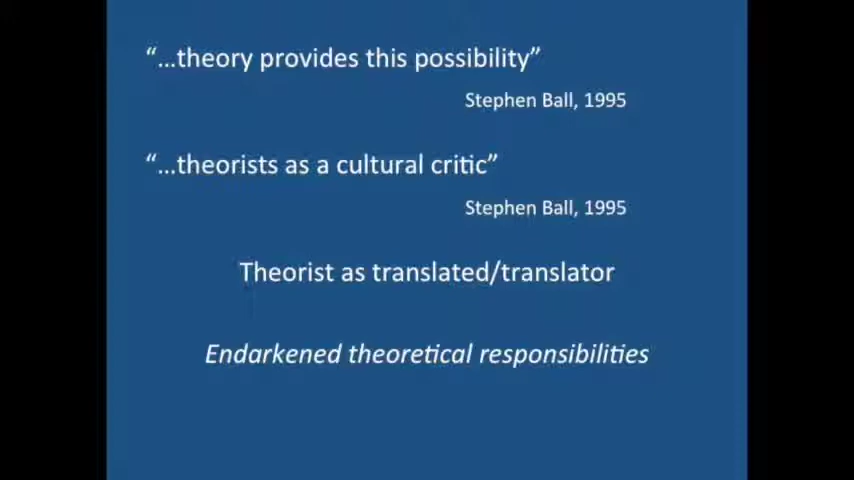 “...theory provides this possibility”
Stephen Ball, 1995
“...theorists as a cultural critic”
Stephen Ball, 1995
Theorist as translated/translator
Endarkened theoretical responsibilities